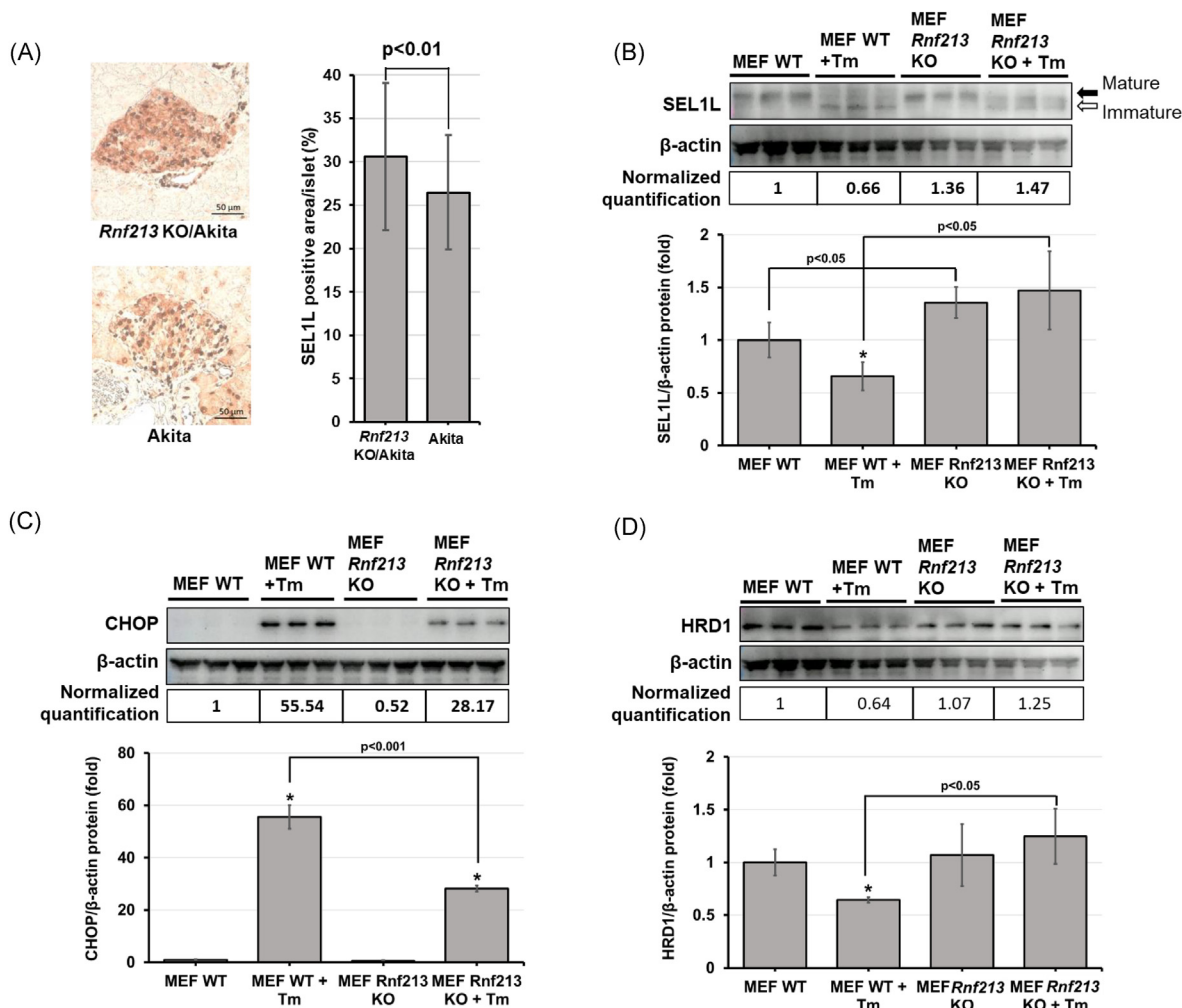 (A)
50 µm
Rnf213 KO/Akita
50 µm
Akita
p<0.01
SEL1L positive area/islet (%)
40
35
30
25
20
15
10
5
0
Rnf213
KO/Akita
Akita
(B)
MEF WT
MEF WT
+Tm
MEF
Rnf213
KO
MEF
Rnf213
KO + Tm
SEL1L
Mature
Immature
β-actin
Normalized
quantification
1
0.66
1.36
1.47
SEL1L/β-actin protein (fold)
2
1.5
1
0.5
0
p<0.05
p<0.05
*
MEF WT
MEF WT +
Tm
MEF Rnf213
KO
MEF Rnf213
KO + Tm
(C)
MEF WT
MEF WT
+Tm
MEF
Rnf213
KO
MEF
Rnf213
KO + Tm
CHOP
β-actin
Normalized
quantification
1
55.54
0.52
28.17
CHOP/β-actin protein (fold)
80
60
40
20
0
p<0.001
*
*
MEF WT
MEF WT +
Tm
MEF Rnf213
KO
MEF Rnf213
KO + Tm
(D)
MEF WT
MEF WT
+Tm
MEF
Rnf213
KO
MEF
Rnf213
KO + Tm
HRD1
β-actin
Normalized
quantification
1
0.64
1.07
1.25
HRD1/β-actin protein (fold)
2
1.5
1
0.5
0
p<0.05
*
MEF WT
MEF WT +
Tm
MEF Rnf213
KO
MEF Rnf213
KO + Tm